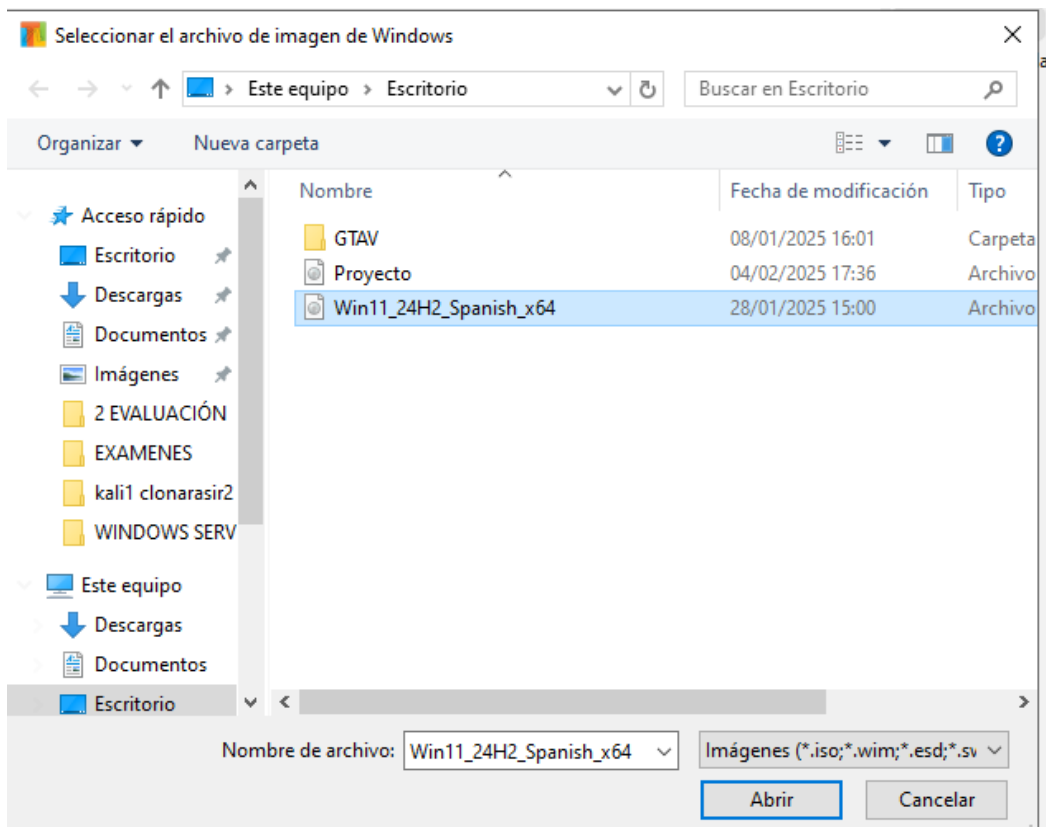 Seleccionar el archivo de imagen de Windows
Este equipo > Escritorio
Buscar en Escritorio
Organizar
Nueva carpeta
Nombre
Fecha de modificación
Tipo
Acceso rápido
Escritorio
Descargas
Documentos
Imágenes
2 EVALUACIÓN
EXAMENES
kali1 clonarasir2
WINDOWS SERV
Este equipo
Descargas
Documentos
Escritorio
GTAV 08/01/2025 16:01 Carpeta
Proyecto 04/02/2025 17:36 Archivo
Win11_24H2_Spanish_x64 28/01/2025 15:00 Archivo
Nombre de archivo: Win11_24H2_Spanish_x64
Imágenes (*.iso;*.wim;*.esd;*.sv
Abrir
Cancelar